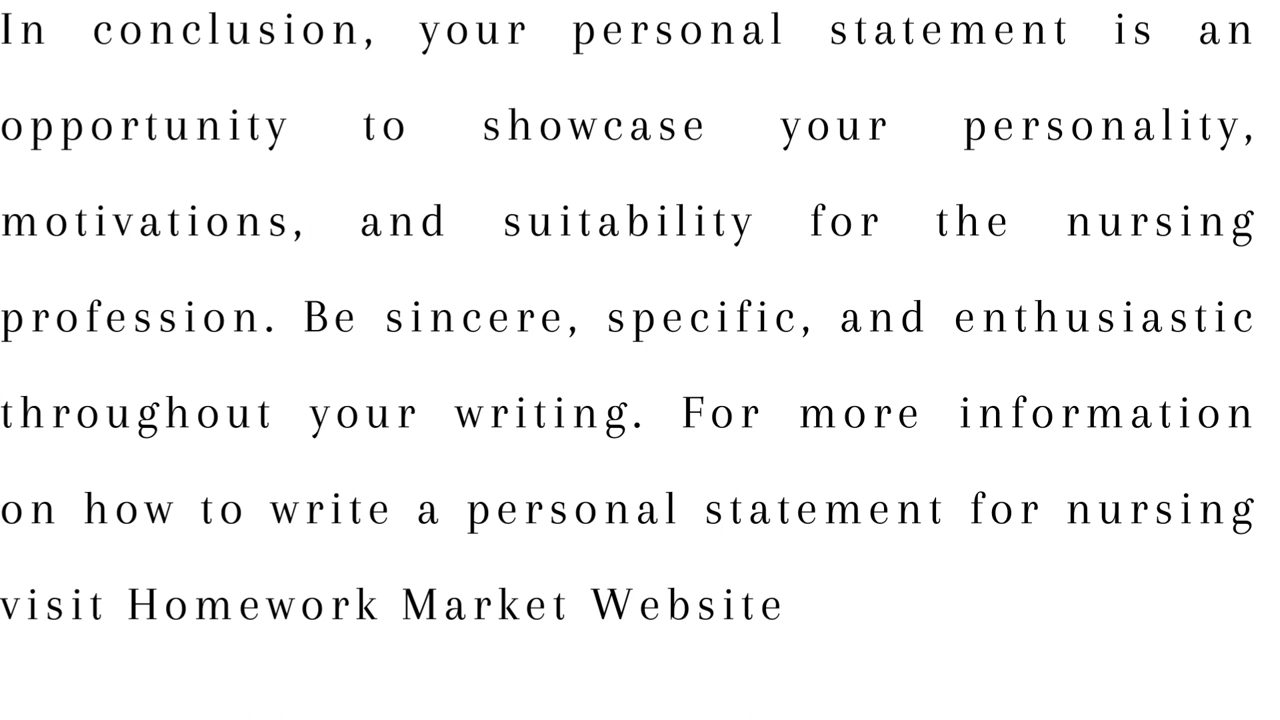 In conclusion, your personal statement is an
opportunity to showcase your personality,
motivations, and suitability for the nursing
profession. Be sincere, specific, and enthusiastic
throughout your writing. For more information
on how to write a personal statement for nursing
visit Homework Market Website